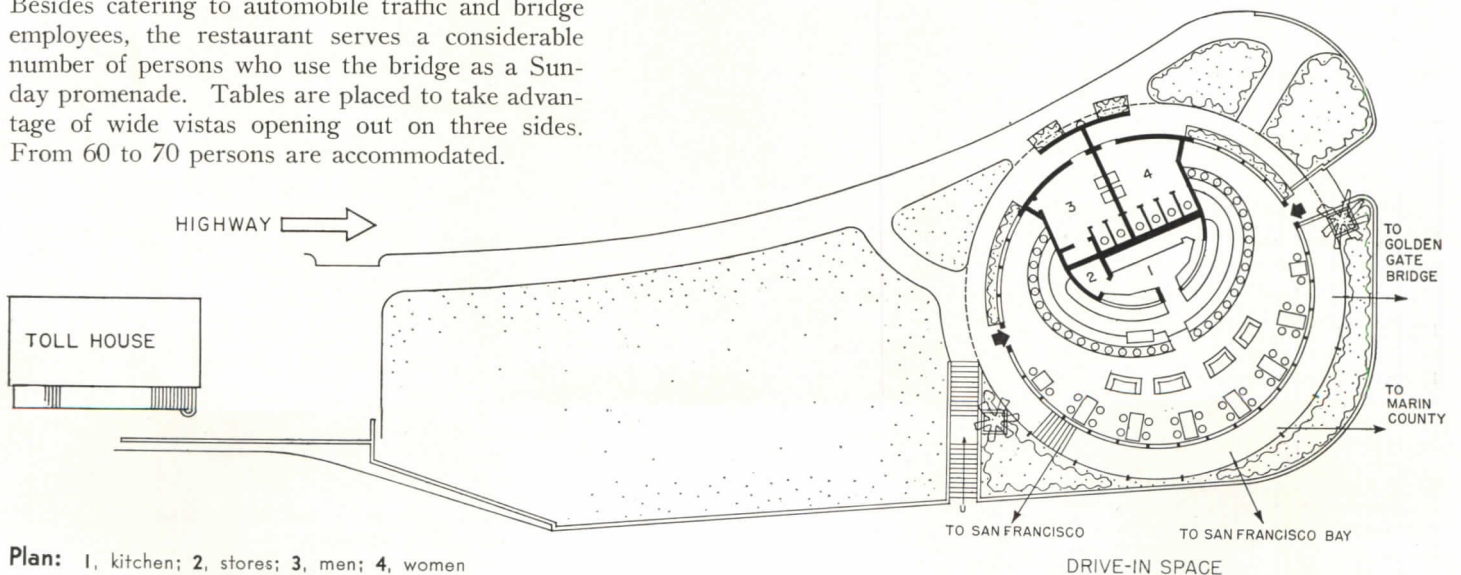 Besides catering to automobile traffic and bridge
employees, the restaurant serves a considerable
number of persons who use the bridge as a Sun-
day promenade. Tables are placed to take advan-
tage of wide vistas opening out on three sides.
From 60 to 70 persons are accommodated.
HIGHWAY
TOLL HOUSE
4
3
2
1
TO
GOLDEN
GATE
BRIDGE
TO
MARIN
COUNTY
U
TO SAN FRANCISCO
TO SAN FRANCISCO BAY
DRIVE-IN SPACE
Plan: 1, kitchen; 2, stores; 3, men; 4, women